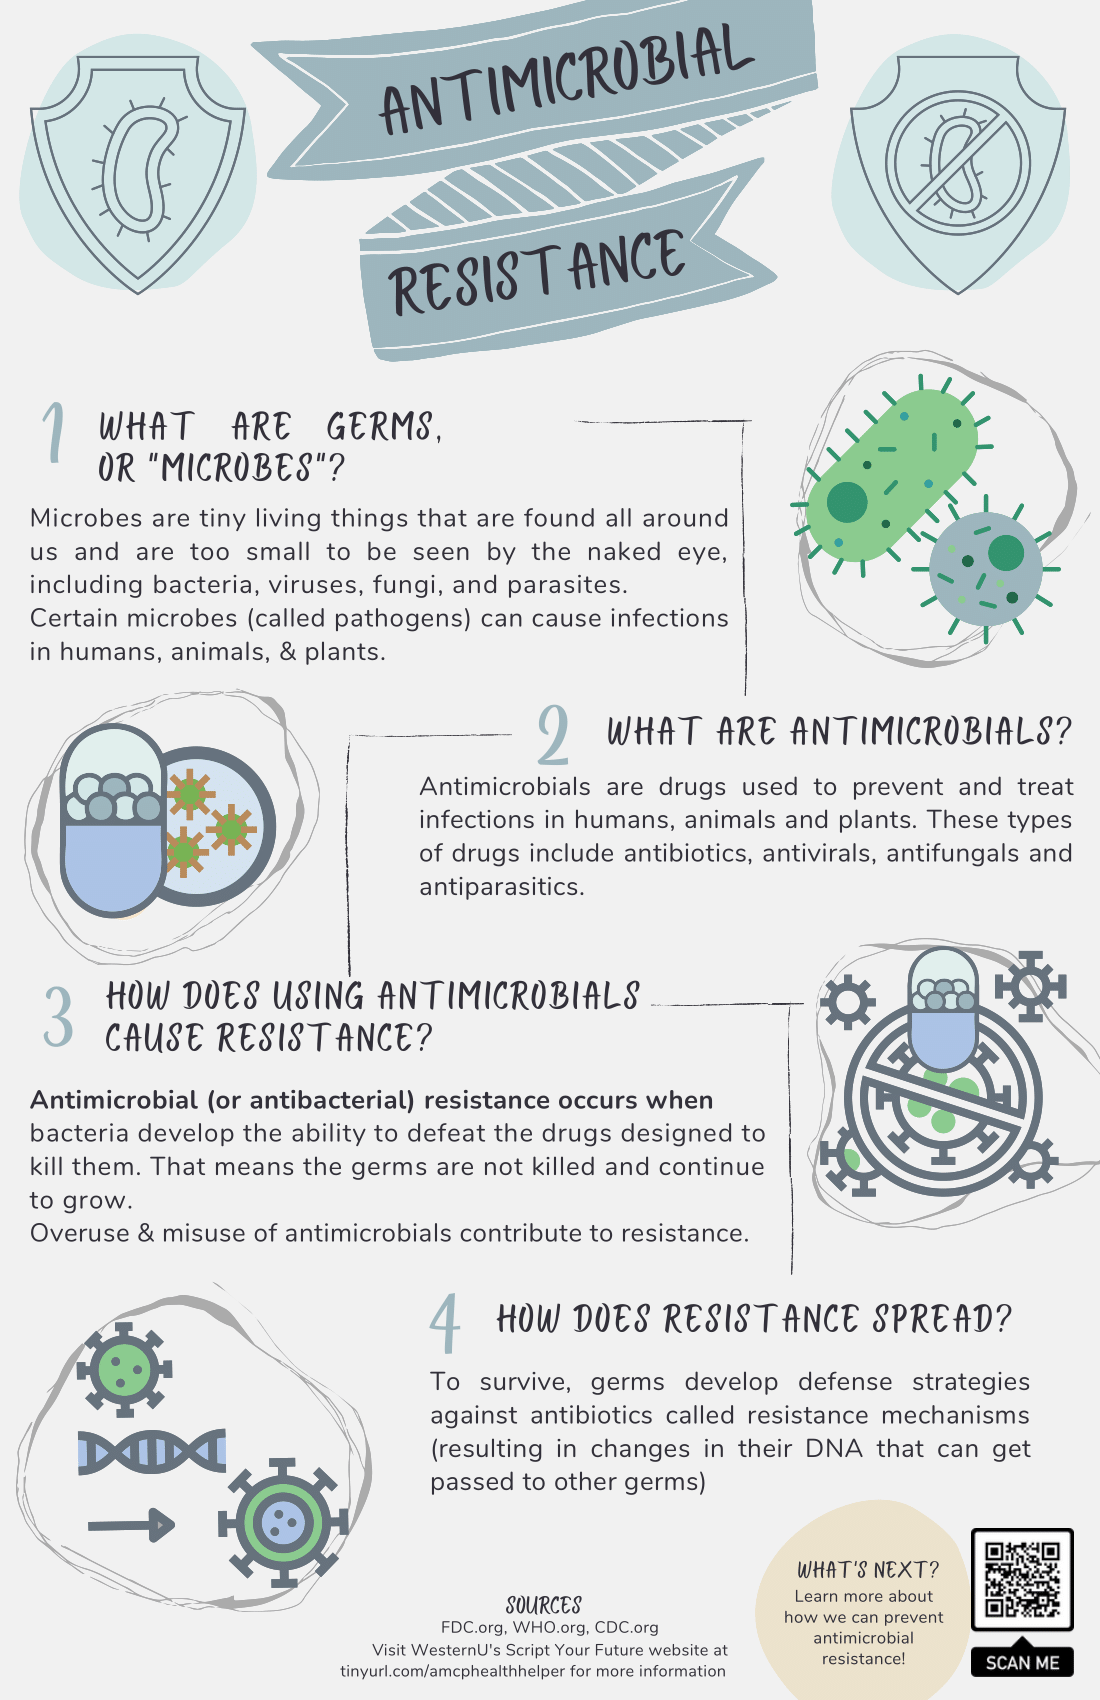 ANTIMICROBIAL
RESISTANCE
1
WHAT ARE GERMS,
OR "MICROBES"?
Microbes are tiny living things that are found all around
us and are too small to be seen by the naked eye,
including bacteria, viruses, fungi, and parasites.
Certain microbes (called pathogens) can cause infections
in humans, animals, & plants.
2
WHAT ARE ANTIMICROBIALS?
Antimicrobials are drugs used to prevent and treat
infections in humans, animals and plants. These types
of drugs include antibiotics, antivirals, antifungals and
antiparasitics.
3
HOW DOES USING ANTIMICROBIALS
CAUSE RESISTANCE?
Antimicrobial (or antibacterial) resistance occurs when
bacteria develop the ability to defeat the drugs designed to
kill them. That means the germs are not killed and continue
to grow.
Overuse & misuse of antimicrobials contribute to resistance.
4
HOW DOES RESISTANCE SPREAD?
To survive, germs develop defense strategies
against antibiotics called resistance mechanisms
(resulting in changes in their DNA that can get
passed to other germs)
SOURCES
FDC.org, WHO.org, CDC.org
Visit WesternU's Script Your Future website at
tinyurl.com/amcphealthhelper for more information
WHAT'S NEXT?
Learn more about
how we can prevent
antimicrobial
resistance!
SCAN ME